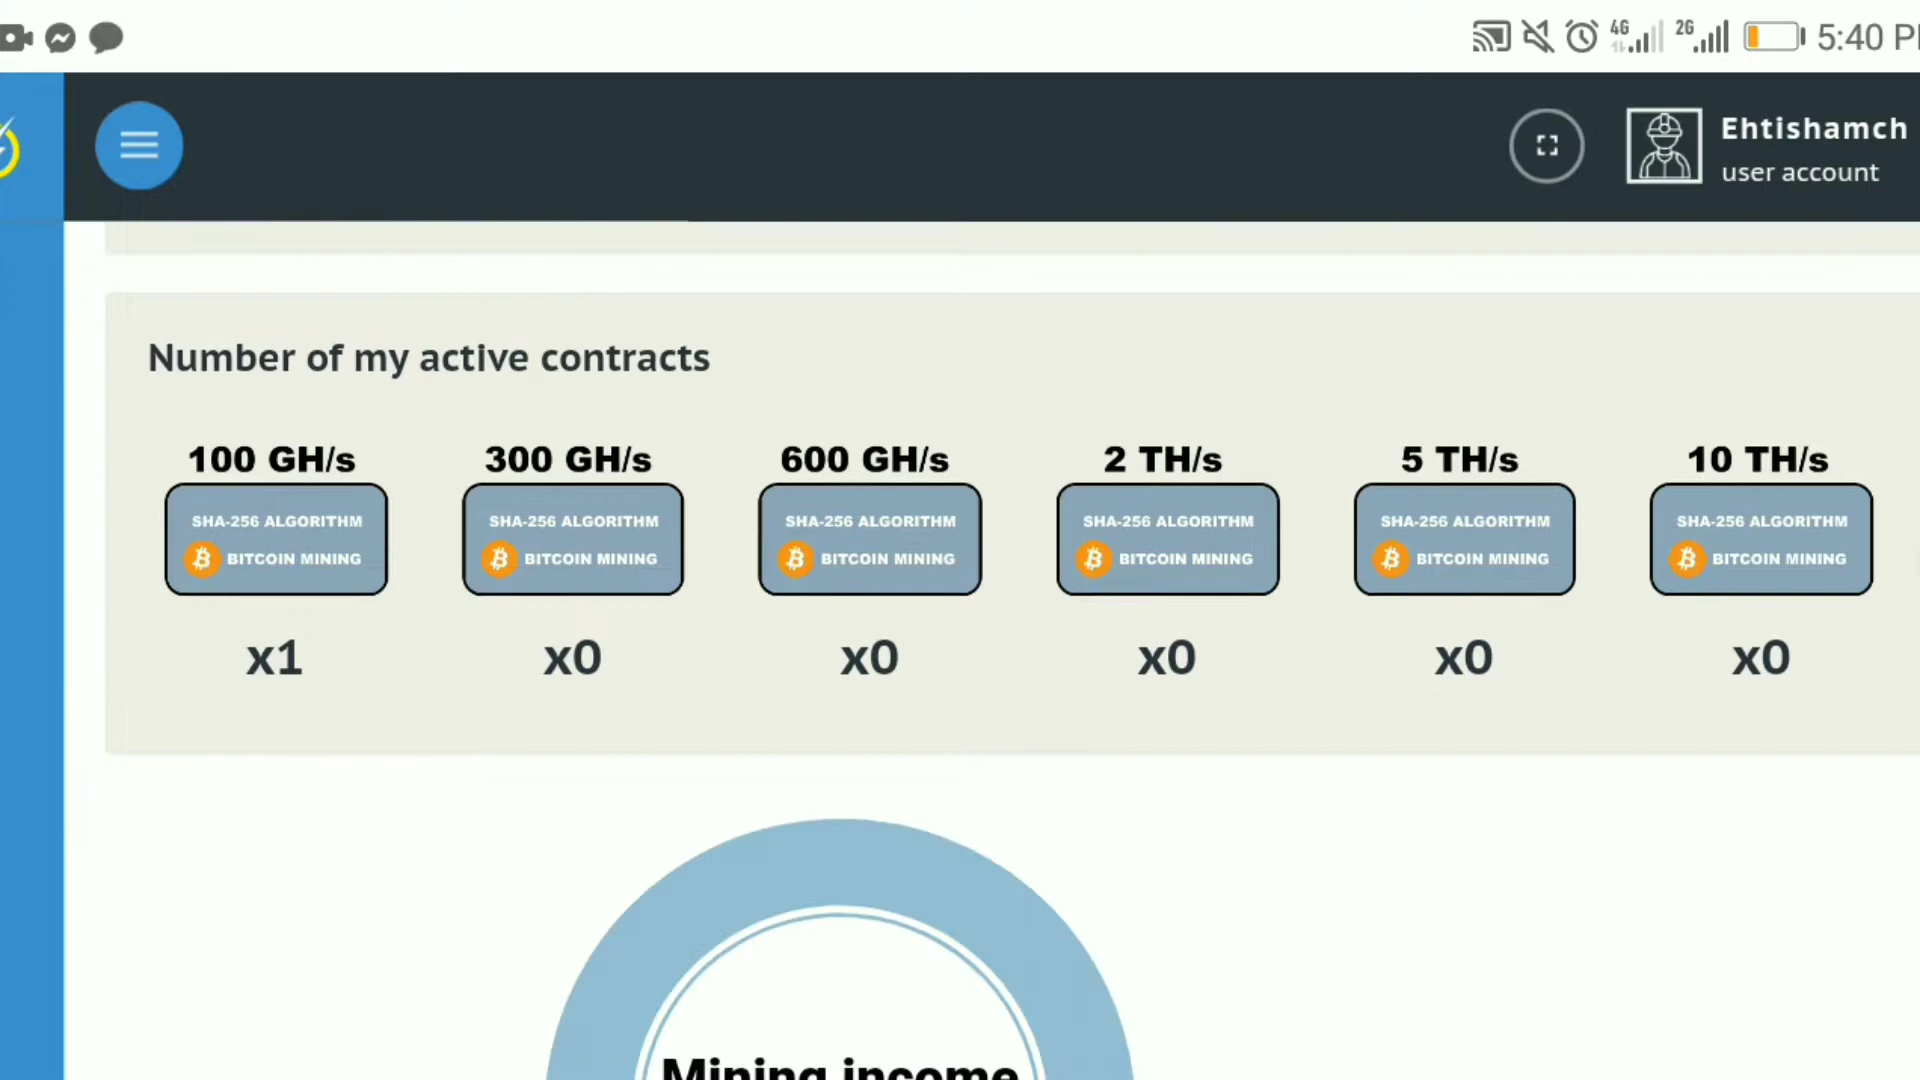 4G 2G 5:40 P
Ehtishamch
user account
Number of my active contracts
100 GH/s 300 GH/s 600 GH/s 2 TH/s 5 TH/s 10 TH/s
SHA-256 ALGORITHM SHA-256 ALGORITHM SHA-256 ALGORITHM SHA-256 ALGORITHM SHA-256 ALGORITHM SHA-256 ALGORITHM
BITCOIN MINING BITCOIN MINING BITCOIN MINING BITCOIN MINING BITCOIN MINING BITCOIN MINING
x1 x0 x0 x0 x0 x0
Mining income